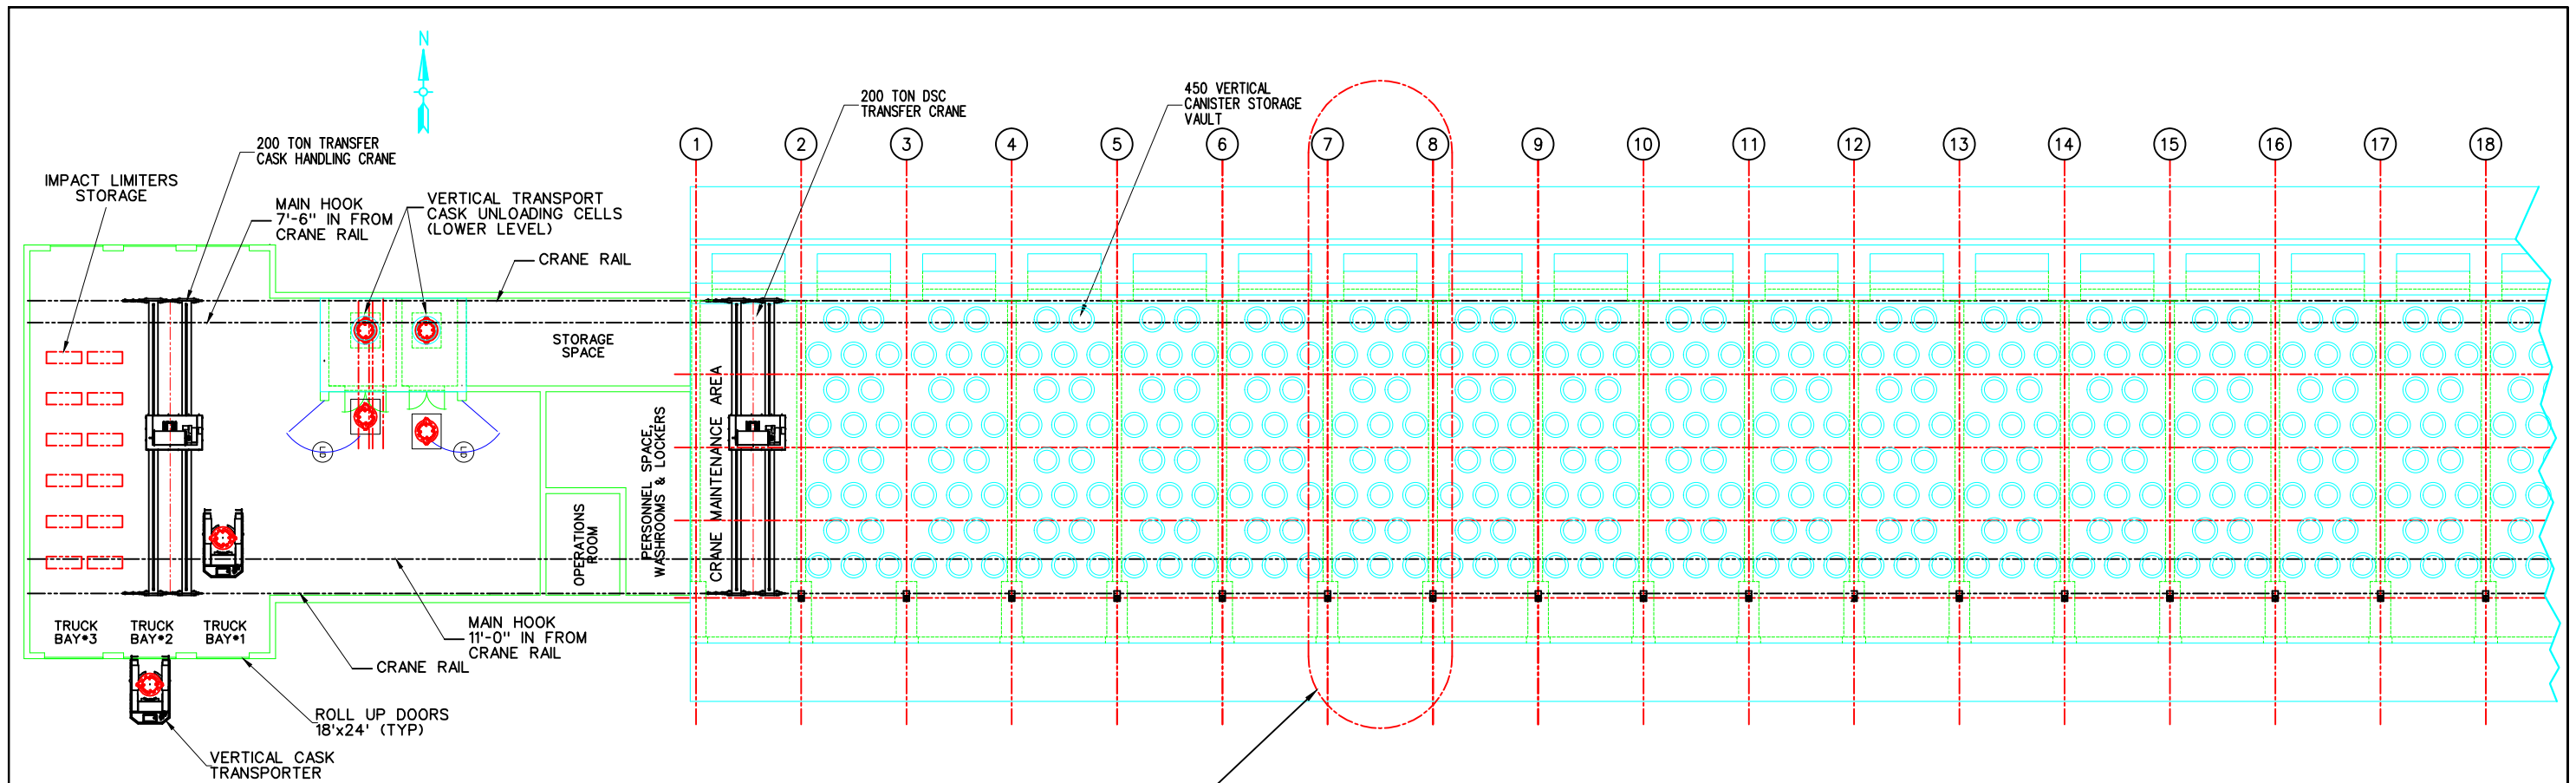 N
200 TON TRANSFER
CASK HANDLING CRANE
IMPACT LIMITERS
STORAGE
MAIN HOOK
7'-6" IN FROM
CRANE RAIL
VERTICAL TRANSPORT
CASK UNLOADING CELLS
(LOWER LEVEL)
CRANE RAIL
200 TON DSC
TRANSFER CRANE
450 VERTICAL
CANISTER STORAGE
VAULT
1
2
3
4
5
6
7
8
9
10
11
12
13
14
15
16
17
18
STORAGE
SPACE
6
6
OPERATIONS
ROOM
PERSONNEL SPACE,
WASHROOMS & LOCKERS
CRANE MAINTENANCE AREA
TRUCK
BAY#3
TRUCK
BAY#2
TRUCK
BAY#1
MAIN HOOK
11'-0" IN FROM
CRANE RAIL
CRANE RAIL
ROLL UP DOORS
18'x24' (TYP)
VERTICAL CASK
TRANSPORTER